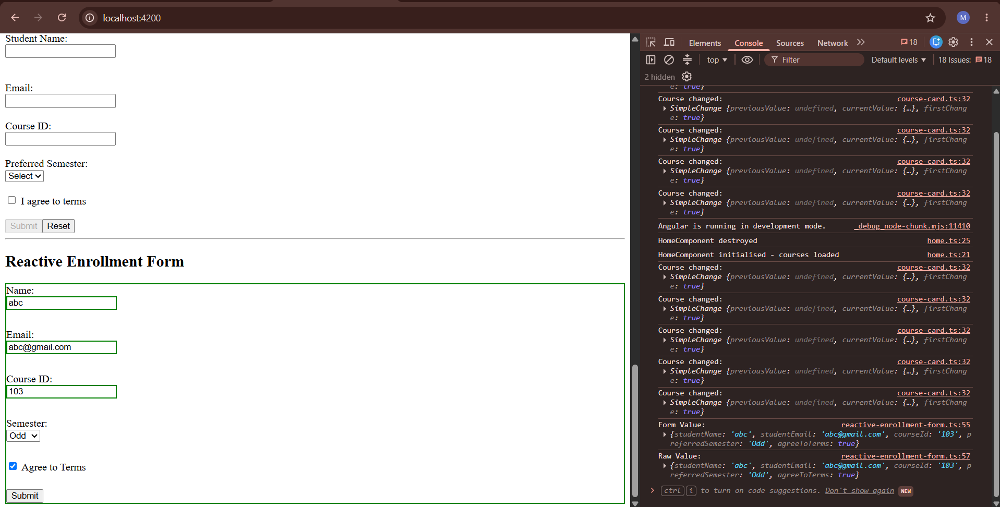 localhost:4200
M
Student Name:
Email:
Course ID:
Preferred Semester:
Select
I agree to terms
Submit Reset
Reactive Enrollment Form
Name:
abc
Email:
abc@gmail.com
Course ID:
103
Semester:
Odd
Agree to Terms
Submit
Elements Console Sources Network 18
top Filter Default levels 18 Issues: 18
2 hidden
e: true}
Course changed: course-card.ts:32
SimpleChange {previousValue: undefined, currentValue: {…}, firstChang
e: true}
Course changed: course-card.ts:32
SimpleChange {previousValue: undefined, currentValue: {…}, firstChang
e: true}
Course changed: course-card.ts:32
SimpleChange {previousValue: undefined, currentValue: {…}, firstChang
e: true}
Course changed: course-card.ts:32
SimpleChange {previousValue: undefined, currentValue: {…}, firstChang
e: true}
Angular is running in development mode. _debug_node-chunk.mjs:11410
HomeComponent destroyed home.ts:25
HomeComponent initialised - courses loaded home.ts:21
Course changed: course-card.ts:32
SimpleChange {previousValue: undefined, currentValue: {…}, firstChang
e: true}
Course changed: course-card.ts:32
SimpleChange {previousValue: undefined, currentValue: {…}, firstChang
e: true}
Course changed: course-card.ts:32
SimpleChange {previousValue: undefined, currentValue: {…}, firstChang
e: true}
Course changed: course-card.ts:32
SimpleChange {previousValue: undefined, currentValue: {…}, firstChang
e: true}
Course changed: course-card.ts:32
SimpleChange {previousValue: undefined, currentValue: {…}, firstChang
e: true}
Form Value: reactive-enrollment-form.ts:55
{studentName: 'abc', studentEmail: 'abc@gmail.com', courseId: '103', p
referredSemester: 'Odd', agreeToTerms: true}
Raw Value: reactive-enrollment-form.ts:57
{studentName: 'abc', studentEmail: 'abc@gmail.com', courseId: '103', p
referredSemester: 'Odd', agreeToTerms: true}
ctrl i to turn on code suggestions. Don't show again NEW